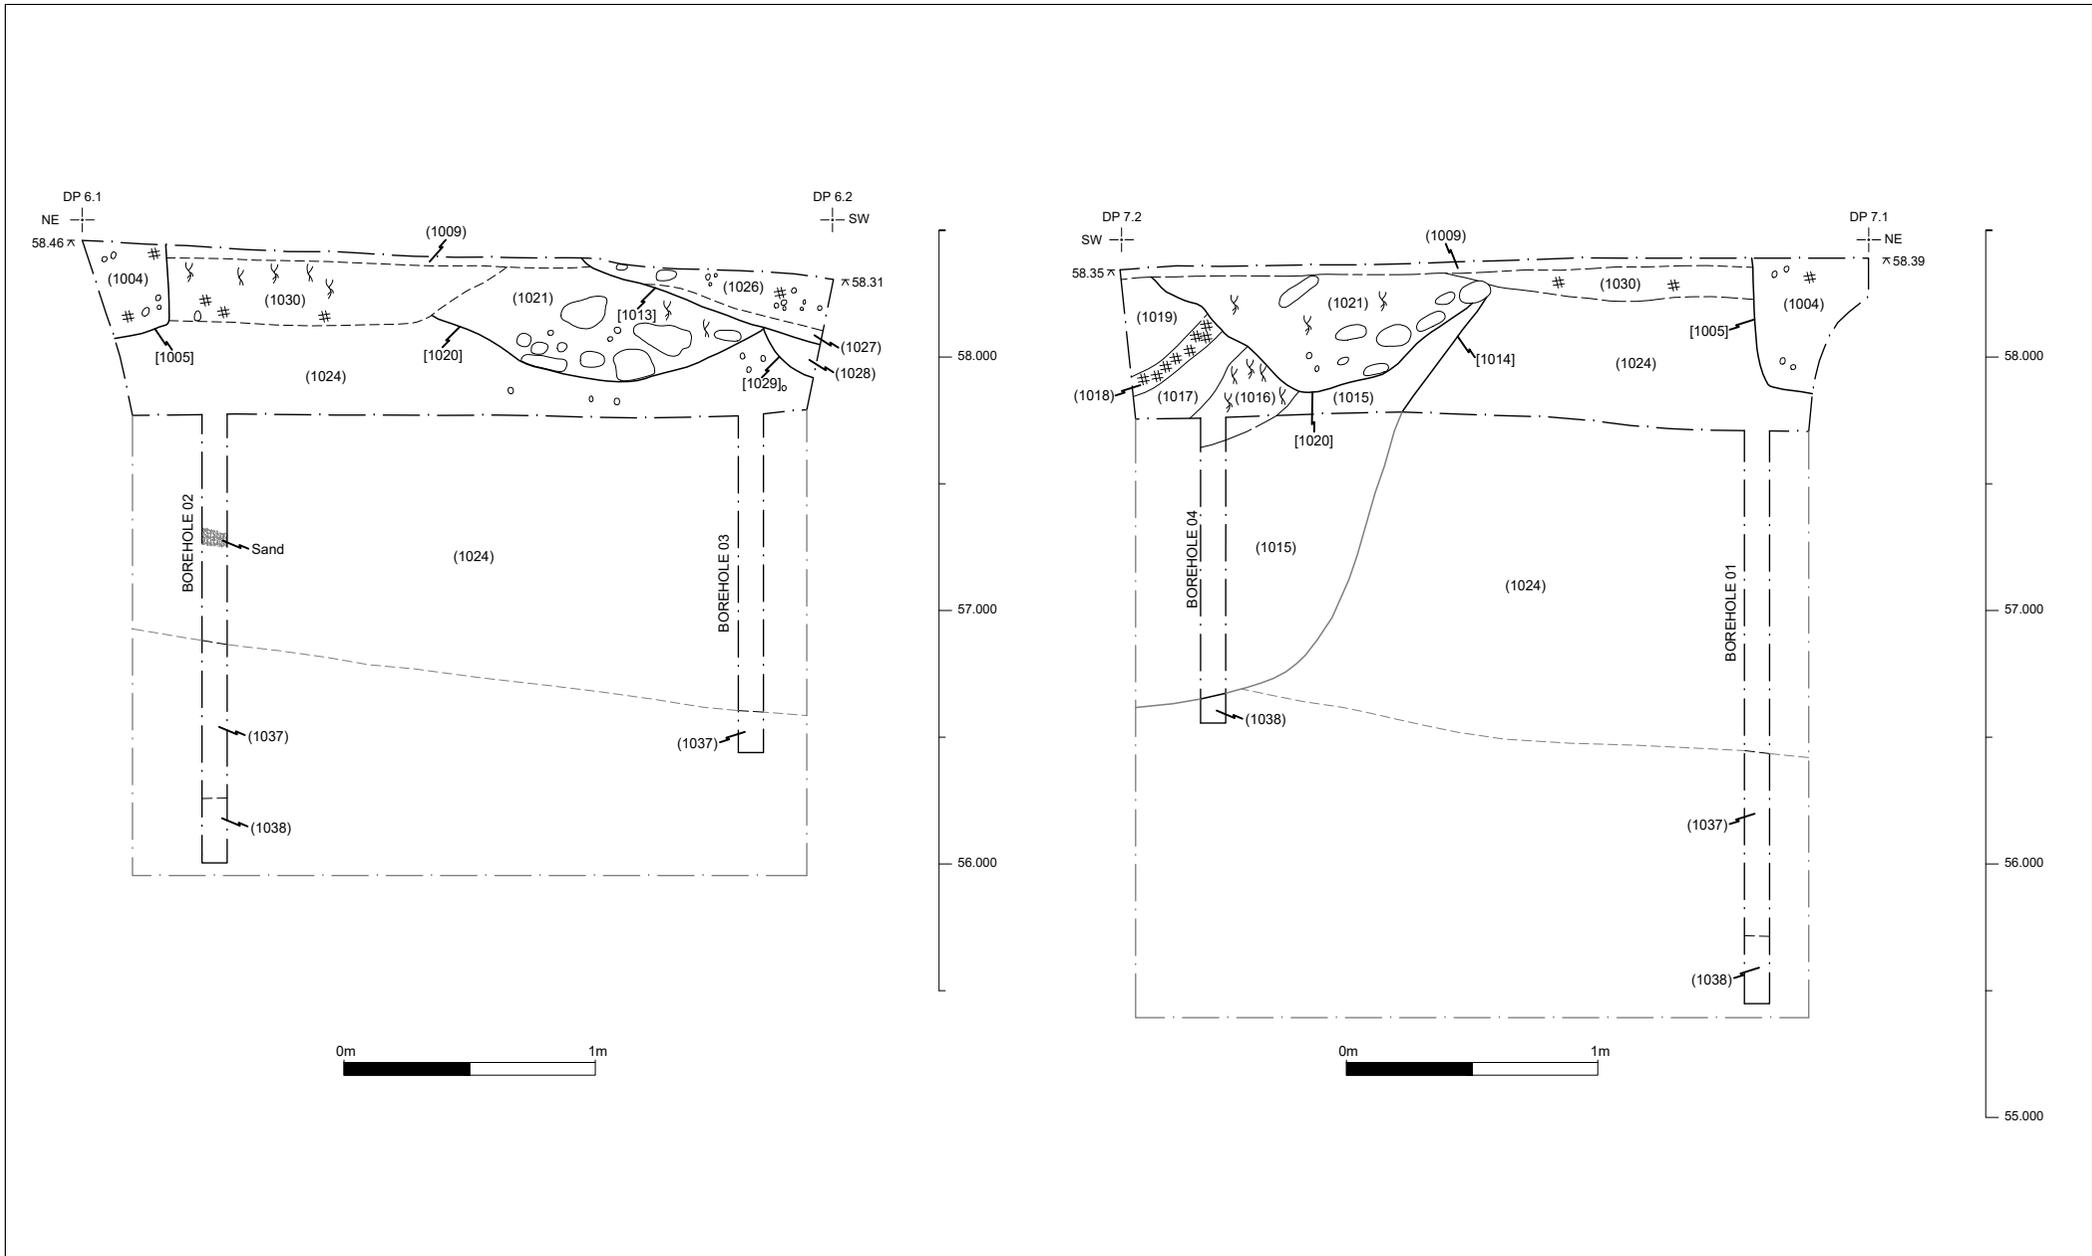 DP 6.1
NE
58.46
(1009)
DP 6.2
SW
58.31
(1004)
(1030)
(1021)
[1013]
(1026)
[1005]
[1020]
(1027)
(1024)
[1029]
(1028)
58.000
BOREHOLE 02
Sand
(1024)
BOREHOLE 03
57.000
(1037)
(1037)
(1038)
56.000
0m
1m
DP 7.2
SW
58.35
(1009)
DP 7.1
NE
58.39
(1019)
(1021)
(1030)
(1004)
[1005]
[1014]
(1024)
58.000
(1018)
(1017)
(1016)
(1015)
[1020]
BOREHOLE 04
(1015)
(1024)
BOREHOLE 01
57.000
(1038)
(1037)
56.000
(1038)
0m
1m
55.000